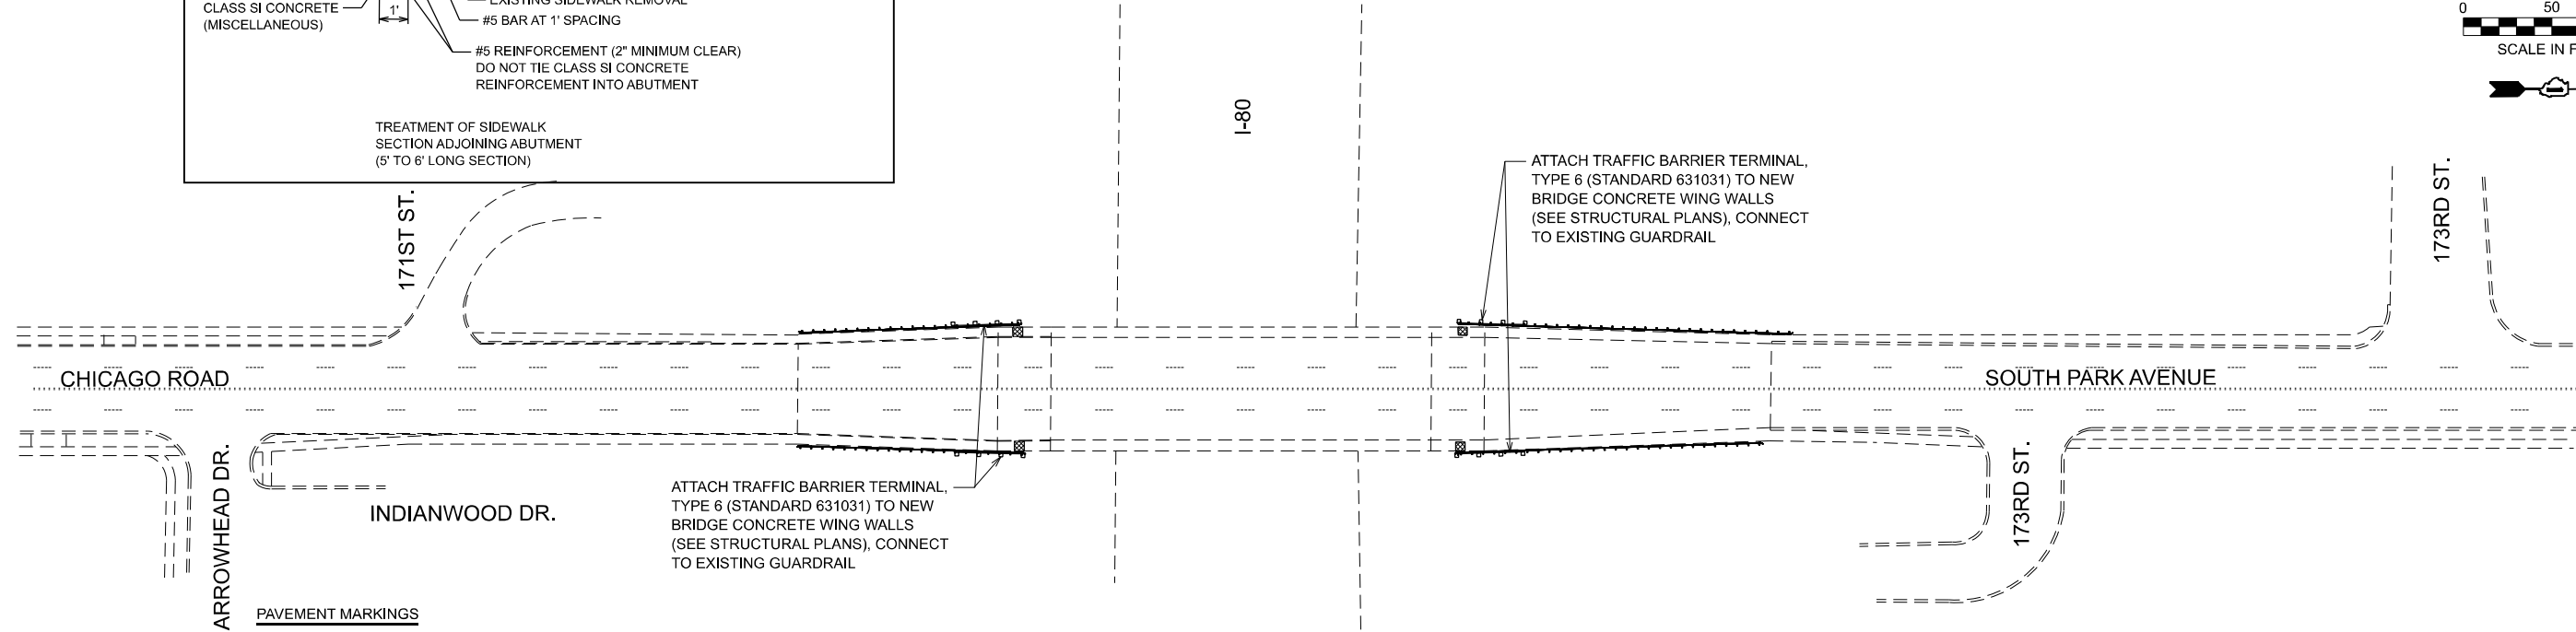 EXISTING SIDEWALK REMOVAL
CLASS SI CONCRETE
(MISCELLANEOUS)
1'
#5 BAR AT 1' SPACING
#5 REINFORCEMENT (2" MINIMUM CLEAR)
DO NOT TIE CLASS SI CONCRETE
REINFORCEMENT INTO ABUTMENT
TREATMENT OF SIDEWALK
SECTION ADJOINING ABUTMENT
(5' TO 6' LONG SECTION)
0 50
SCALE IN F
I-80
171ST ST.
ATTACH TRAFFIC BARRIER TERMINAL,
TYPE 6 (STANDARD 631031) TO NEW
BRIDGE CONCRETE WING WALLS
(SEE STRUCTURAL PLANS), CONNECT
TO EXISTING GUARDRAIL
173RD ST.
CHICAGO ROAD
SOUTH PARK AVENUE
ARROWHEAD DR.
INDIANWOOD DR.
ATTACH TRAFFIC BARRIER TERMINAL,
TYPE 6 (STANDARD 631031) TO NEW
BRIDGE CONCRETE WING WALLS
(SEE STRUCTURAL PLANS), CONNECT
TO EXISTING GUARDRAIL
173RD ST.
PAVEMENT MARKINGS